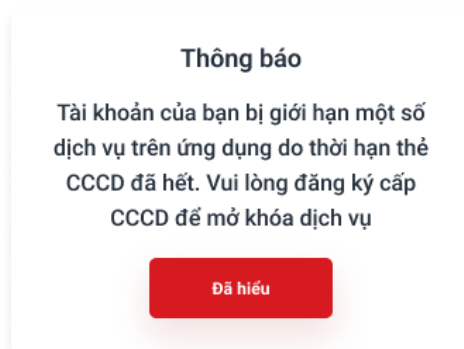 Thông báo
Tài khoản của bạn bị giới hạn một số
dịch vụ trên ứng dụng do thời hạn thẻ
CCCD đã hết. Vui lòng đăng ký cấp
CCCD để mở khóa dịch vụ
Đã hiểu